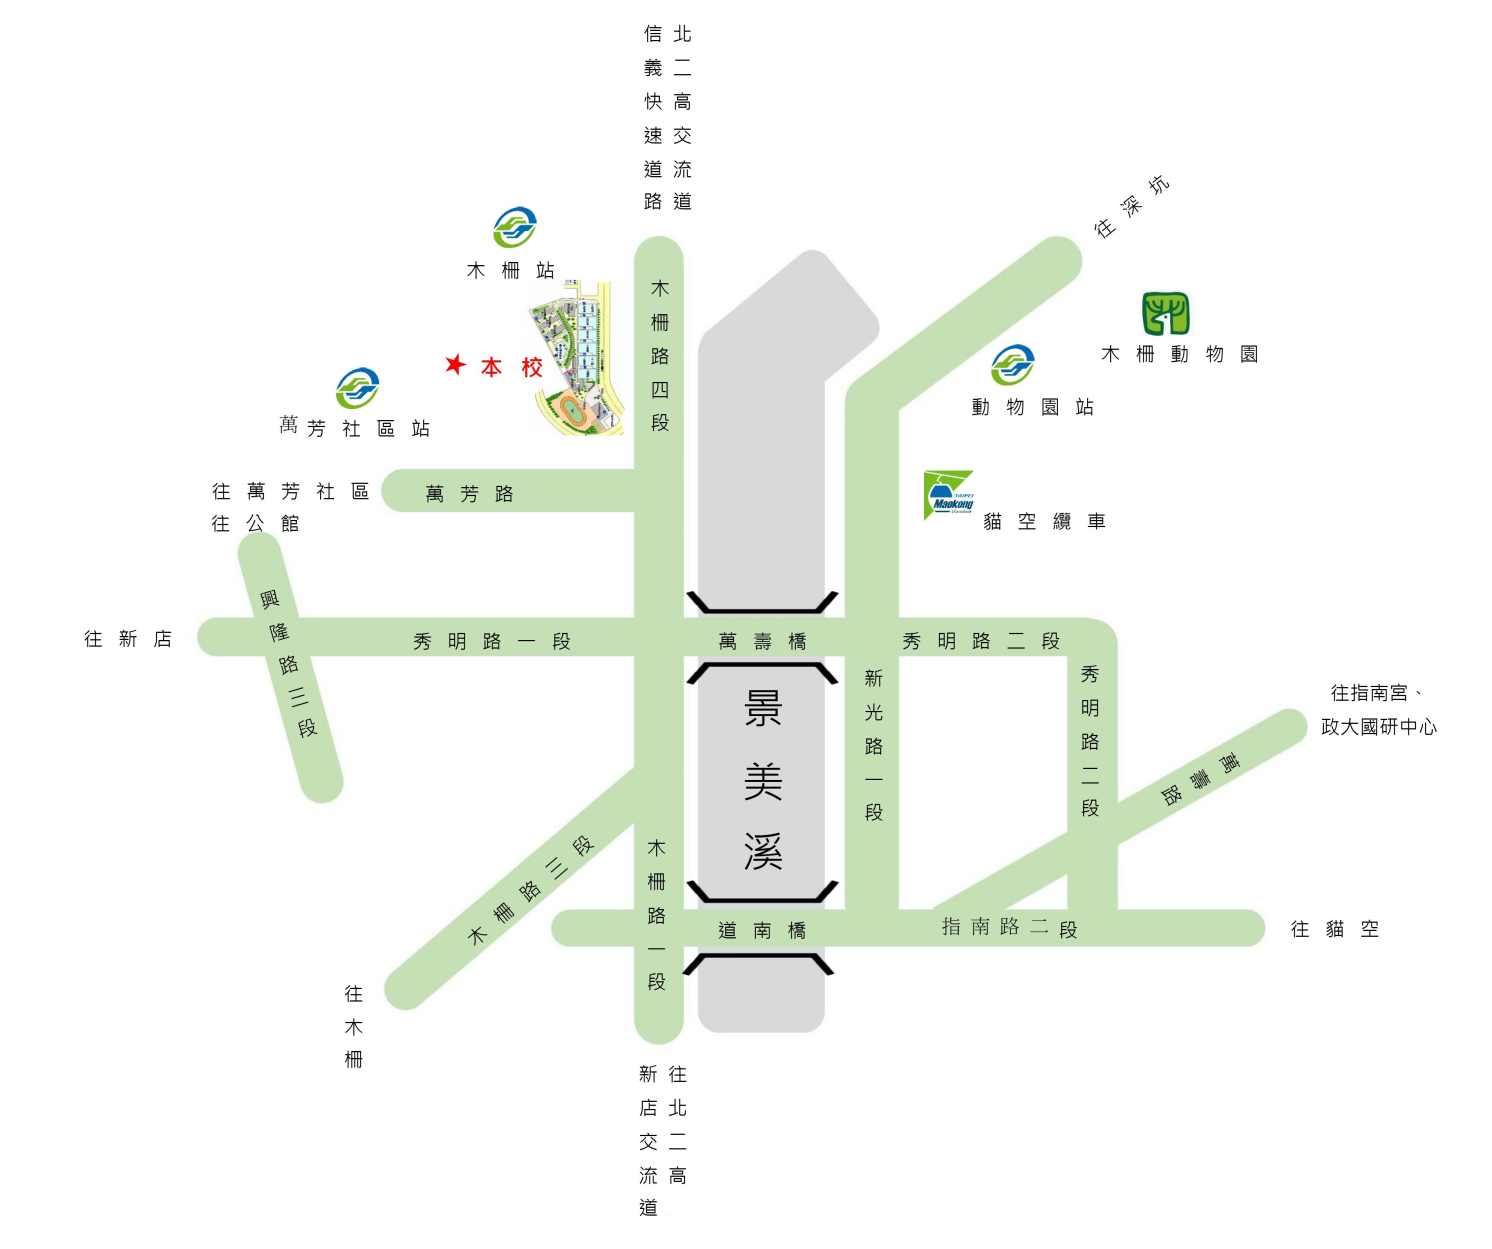 北二高交流道
信義快速道路
往深坑
木柵站
木柵路四段
本校
木柵動物園
動物園站
萬芳社區站
TAIPEI
Maokong
Gondola
貓空纜車
往萬芳社區
萬芳路
往公館
興隆路三段
往新店
秀明路一段
萬壽橋
秀明路二段
新光路一段
秀明路二段
往指南宮、
政大國研中心
萬壽路
景美溪
木柵路三段
木柵路一段
道南橋
指南路二段
往貓空
往木柵
往北二高
新店交流道